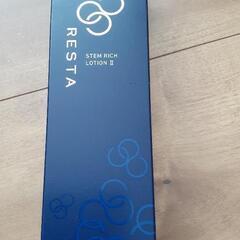 RESTA
STEM RICH
LOTION II